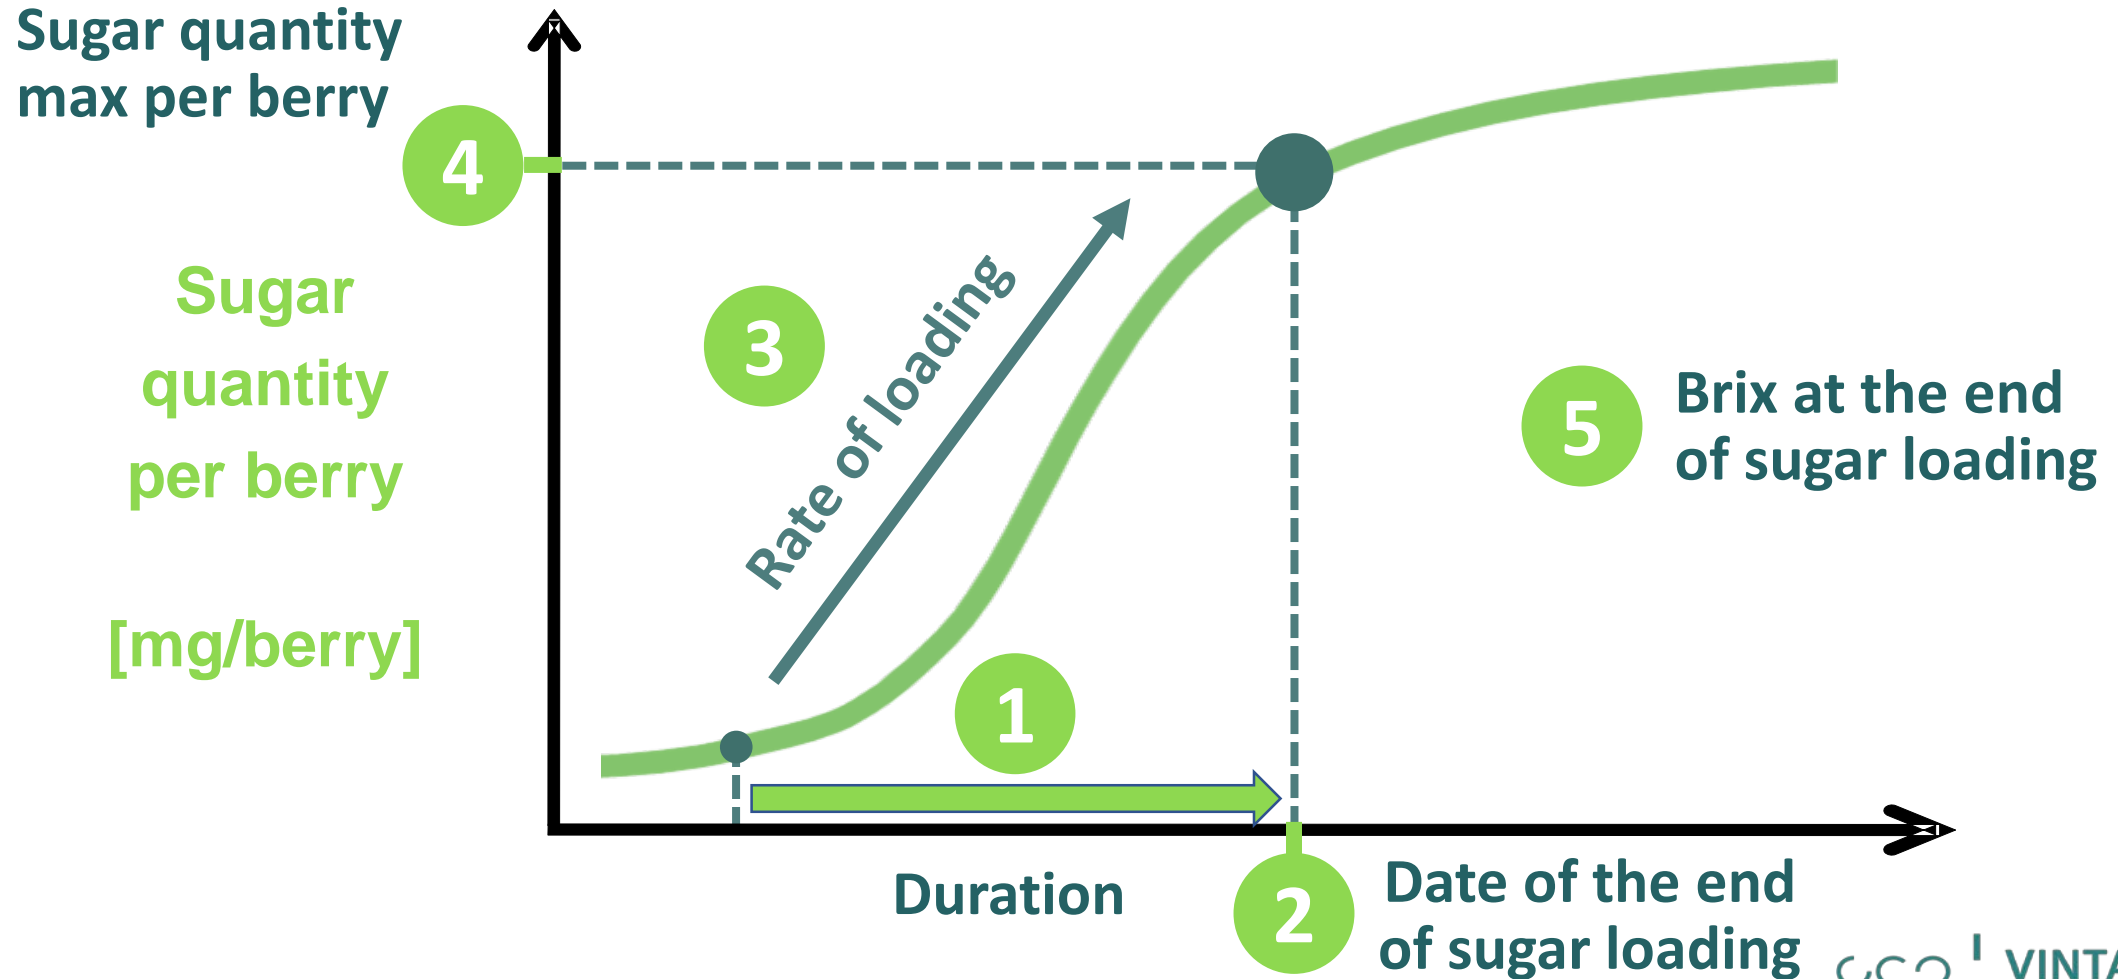 Sugar quantity
max per berry
4
Sugar
quantity
per berry
[mg/berry]
3
Rate of loading
1
5
Brix at the end
of sugar loading
Duration
2
Date of the end
of sugar loading